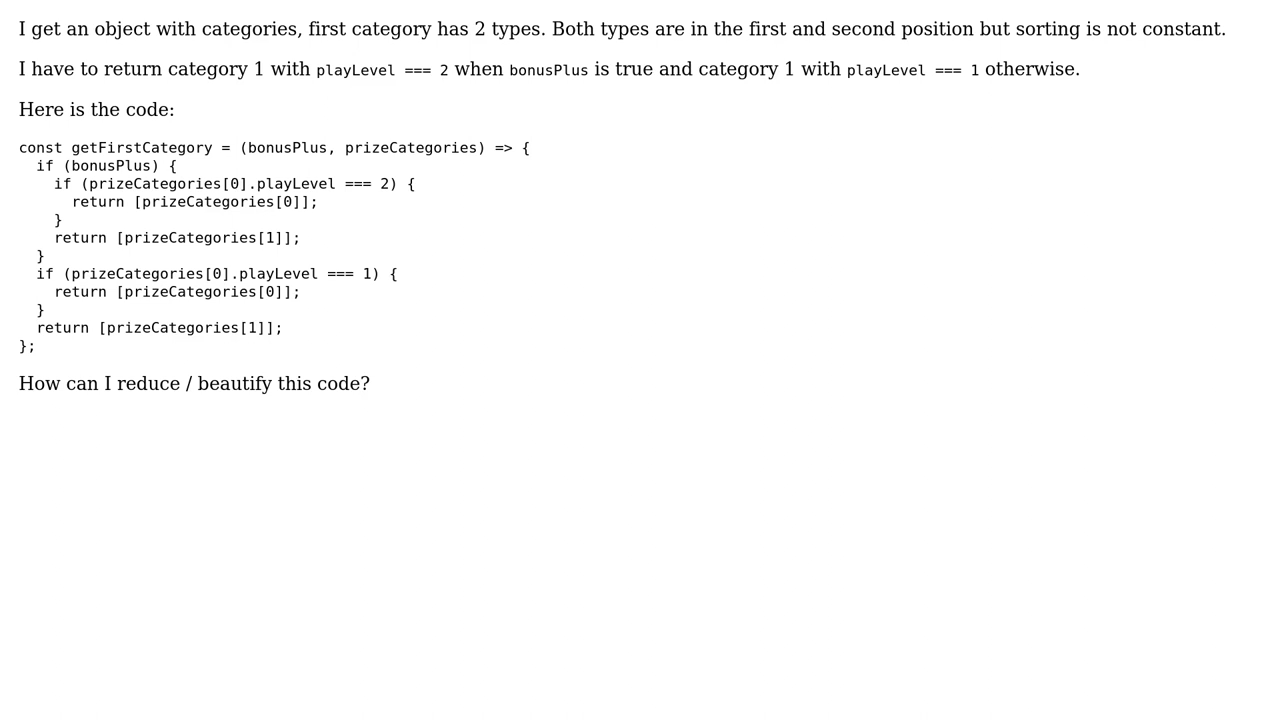 I get an object with categories, first category has 2 types. Both types are in the first and second position but sorting is not constant.
I have to return category 1 with playLevel === 2 when bonusPlus is true and category 1 with playLevel === 1 otherwise.
Here is the code:
const getFirstCategory = (bonusPlus, prizeCategories) => {
  if (bonusPlus) {
    if (prizeCategories[0].playLevel === 2) {
      return [prizeCategories[0]];
    }
    return [prizeCategories[1]];
  }
  if (prizeCategories[0].playLevel === 1) {
    return [prizeCategories[0]];
  }
  return [prizeCategories[1]];
};
How can I reduce / beautify this code?